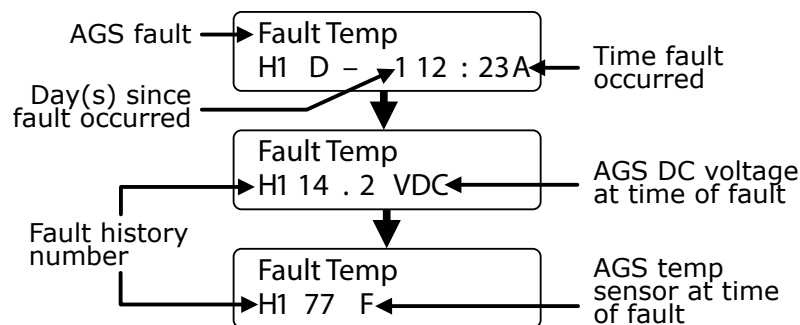 AGS fault
Fault Temp
H1 D – 1 12 : 23A
Time fault
occurred
Day(s) since
fault occurred
Fault Temp
H1 14 . 2 VDC
AGS DC voltage
at time of fault
Fault history
number
Fault Temp
H1 77 F
AGS temp
sensor at time
of fault